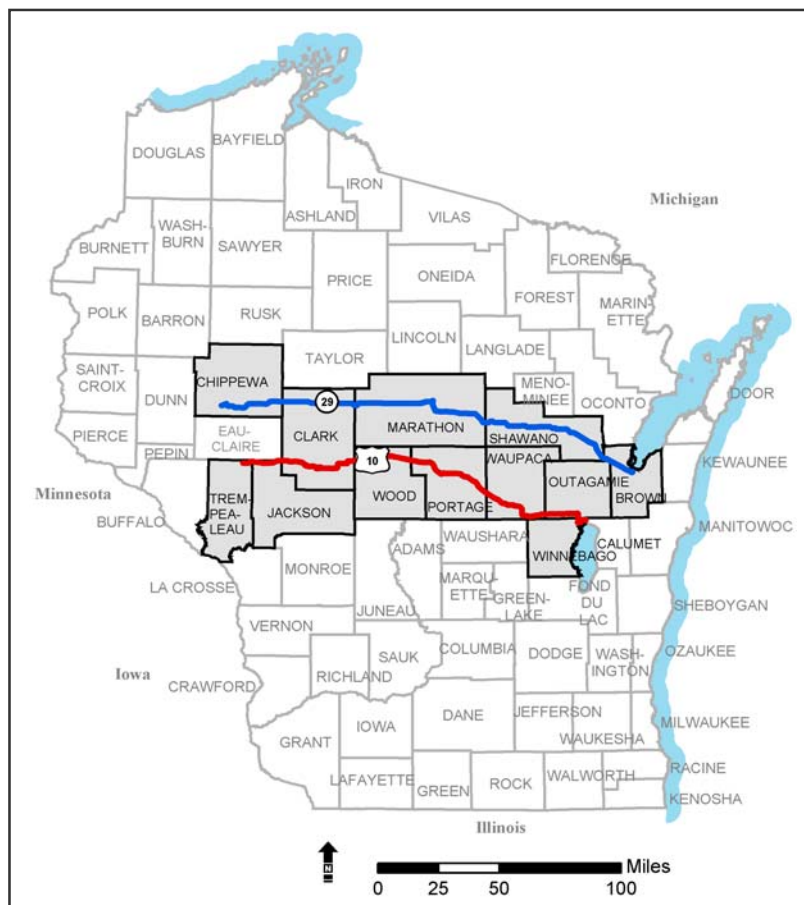 BAYFIELD
DOUGLAS
IRON
Michigan
ASHLAND
VILAS
WASH-
BURN
BURNETT
SAWYER
FLORENCE
ONEIDA
PRICE
FOREST
MARIN-
ETTE
POLK
RUSK
BARRON
LINCOLN
LANGLADE
TAYLOR
SAINT-
CROIX
CHIPPEWA
MENO-
MINEE
OCONTO
DOOR
DUNN
29
MARATHON
CLARK
SHAWANO
PIERCE
EAU-
CLAIRE
PEPIN
WAUPACA
KEWAUNEE
10
OUTAGAMIE
BROWN
Minnesota
TREM-
PEA-
LEAU
WOOD
PORTAGE
BUFFALO
JACKSON
MANITOWOC
WAUSHARA
CALUMET
ADAMS
WINNEBAGO
MONROE
MARQU-
ETTE
LA CROSSE
GREEN-
LAKE
FOND
DU
LAC
JUNEAU
SHEBOYGAN
VERNON
COLUMBIA
DODGE
WASH-
INGTON
OZAUKEE
SAUK
Iowa
RICHLAND
CRAWFORD
DANE
JEFFERSON
IOWA
MILWAUKEE
WAUKESHA
GRANT
RACINE
WALWORTH
ROCK
LAFAYETTE
GREEN
KENOSHA
Illinois
N
Miles
0 25 50 100